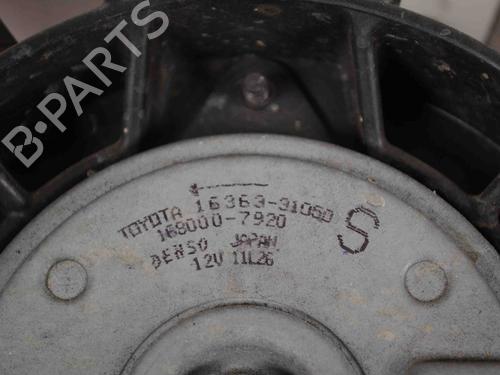 B-PARTS
TOYOTA 16363-31050
168000-7920
DENSO JAPAN
12V 11L26
S